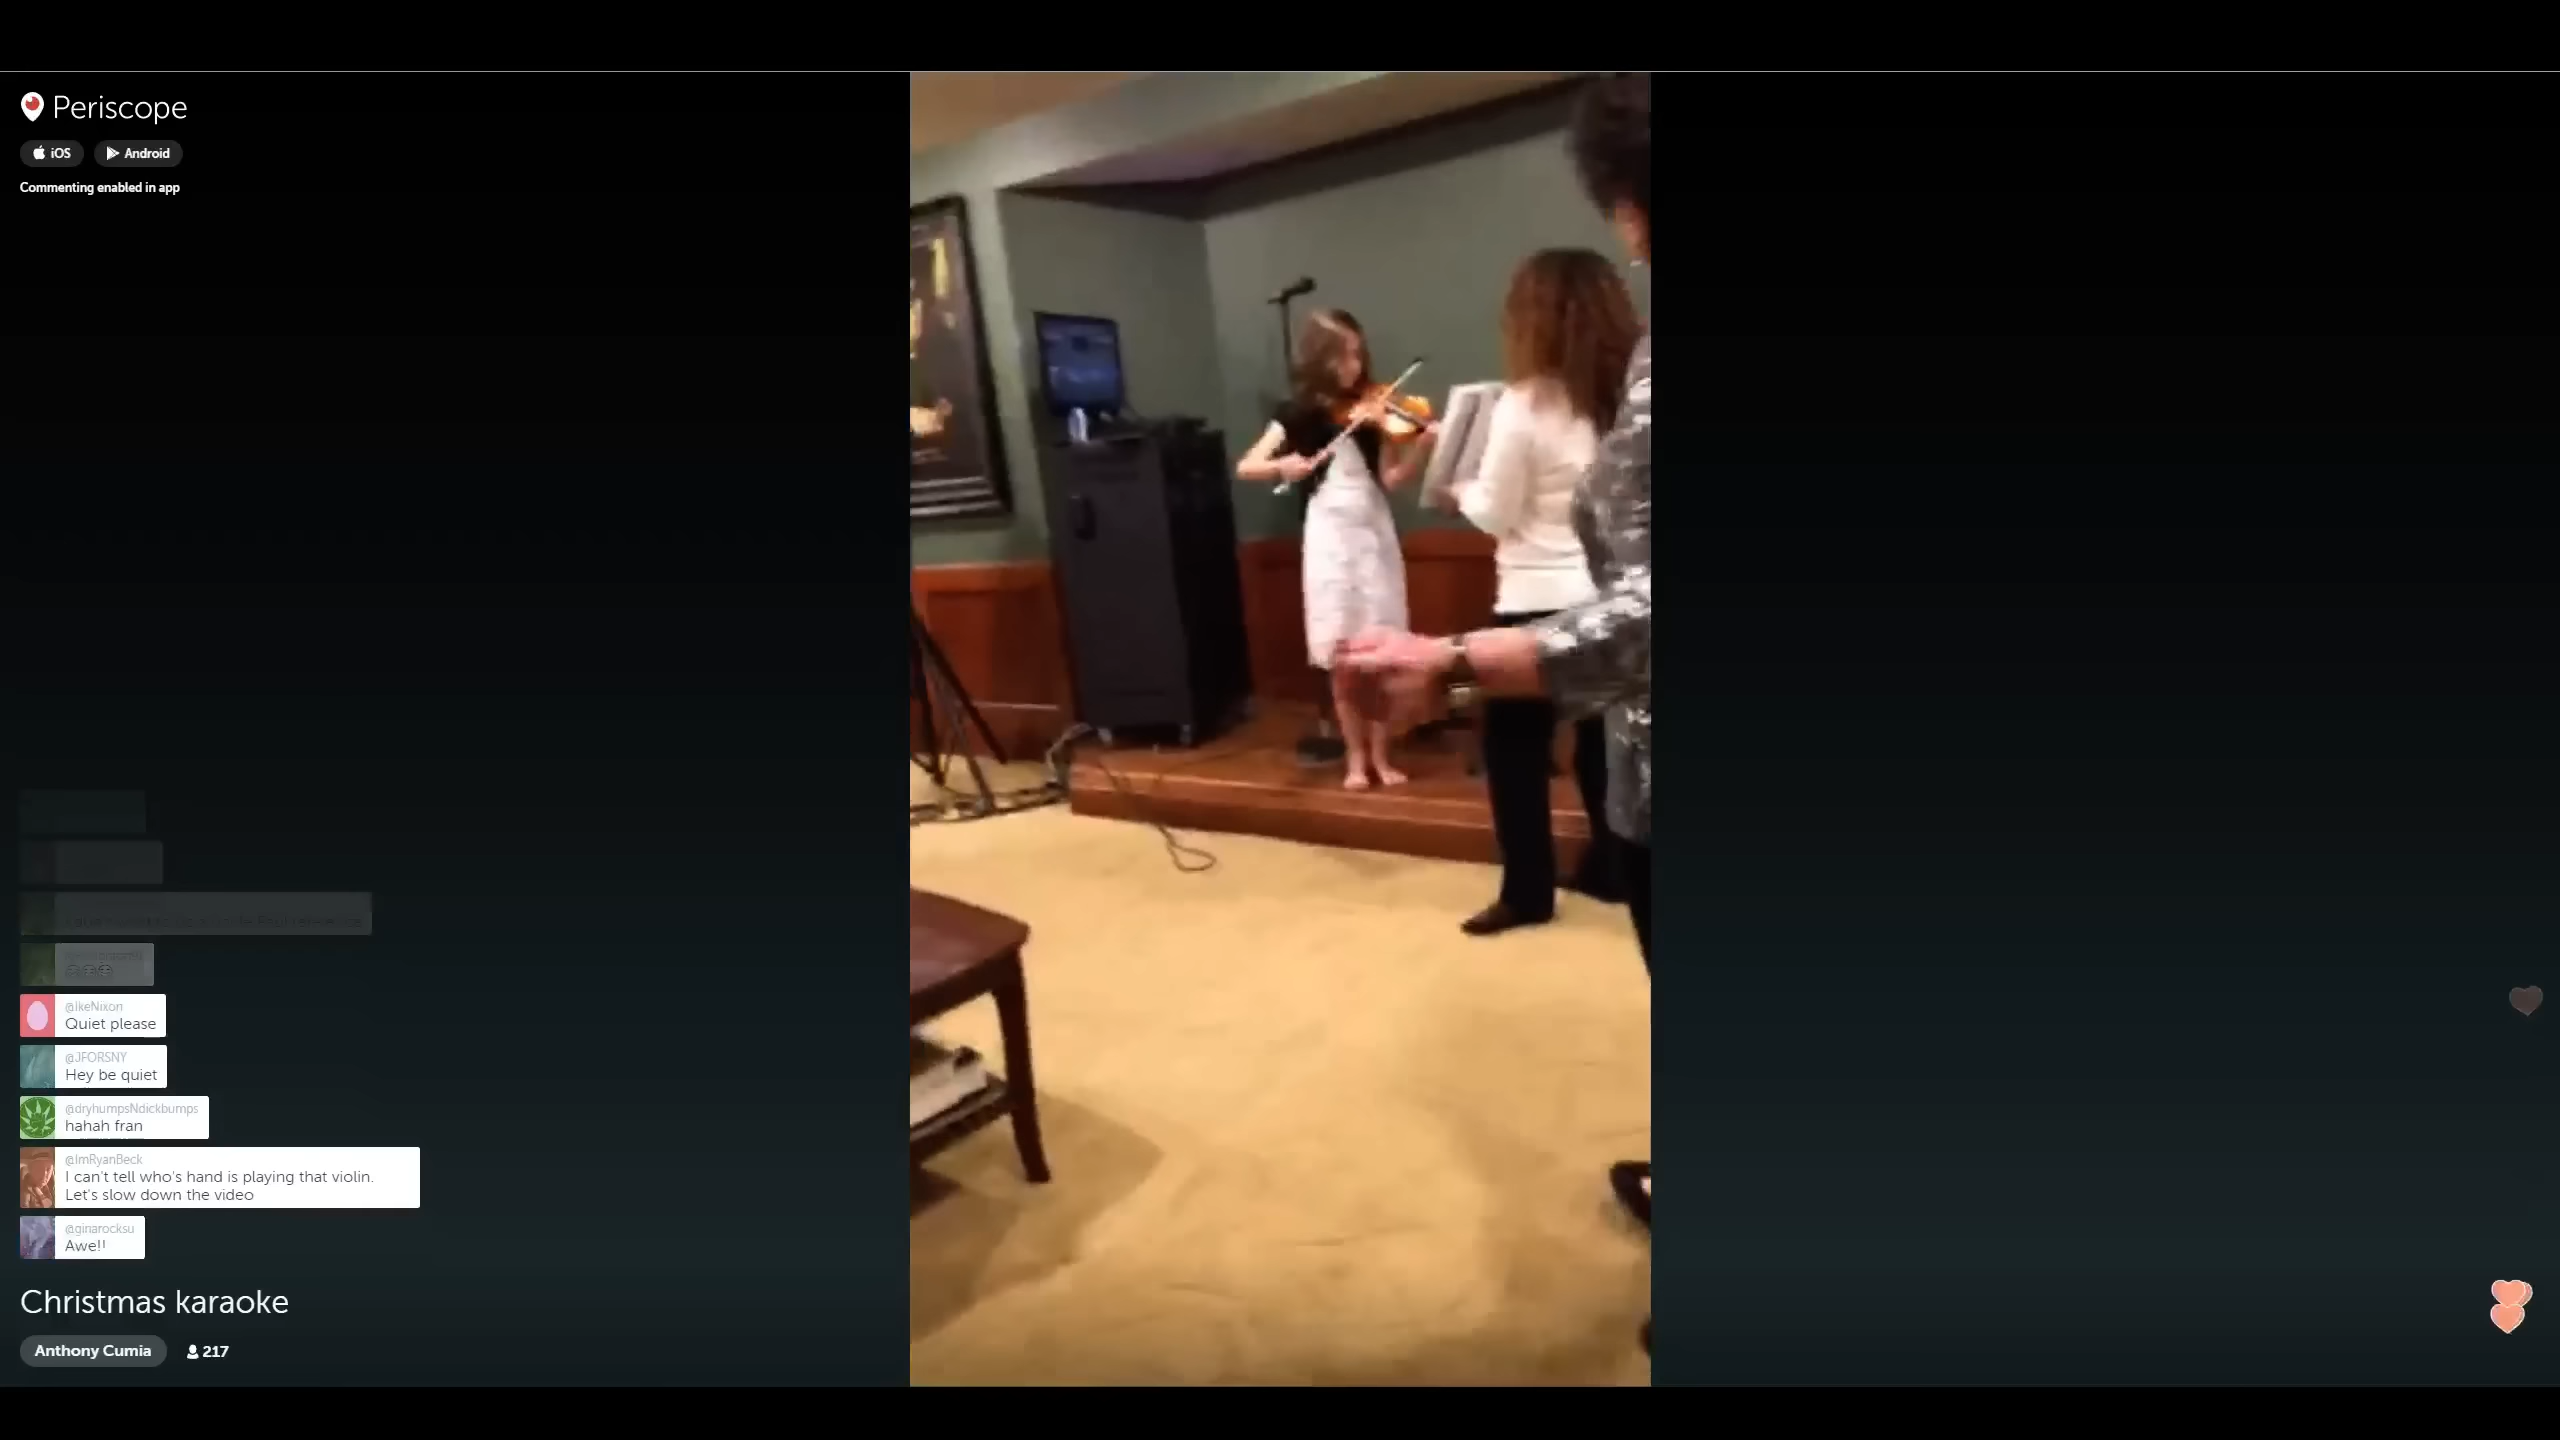 Periscope
iOS
Android
Commenting enabled in app
@IkeNixon
Quiet please
@JFORSNY
Hey be quiet
@dryhumpsNdickbumps
hahah fran
@ImRyanBeck
I can't tell who's hand is playing that violin.
Let's slow down the video
@ginarocksu
Awe!!
Christmas karaoke
Anthony Cumia
217